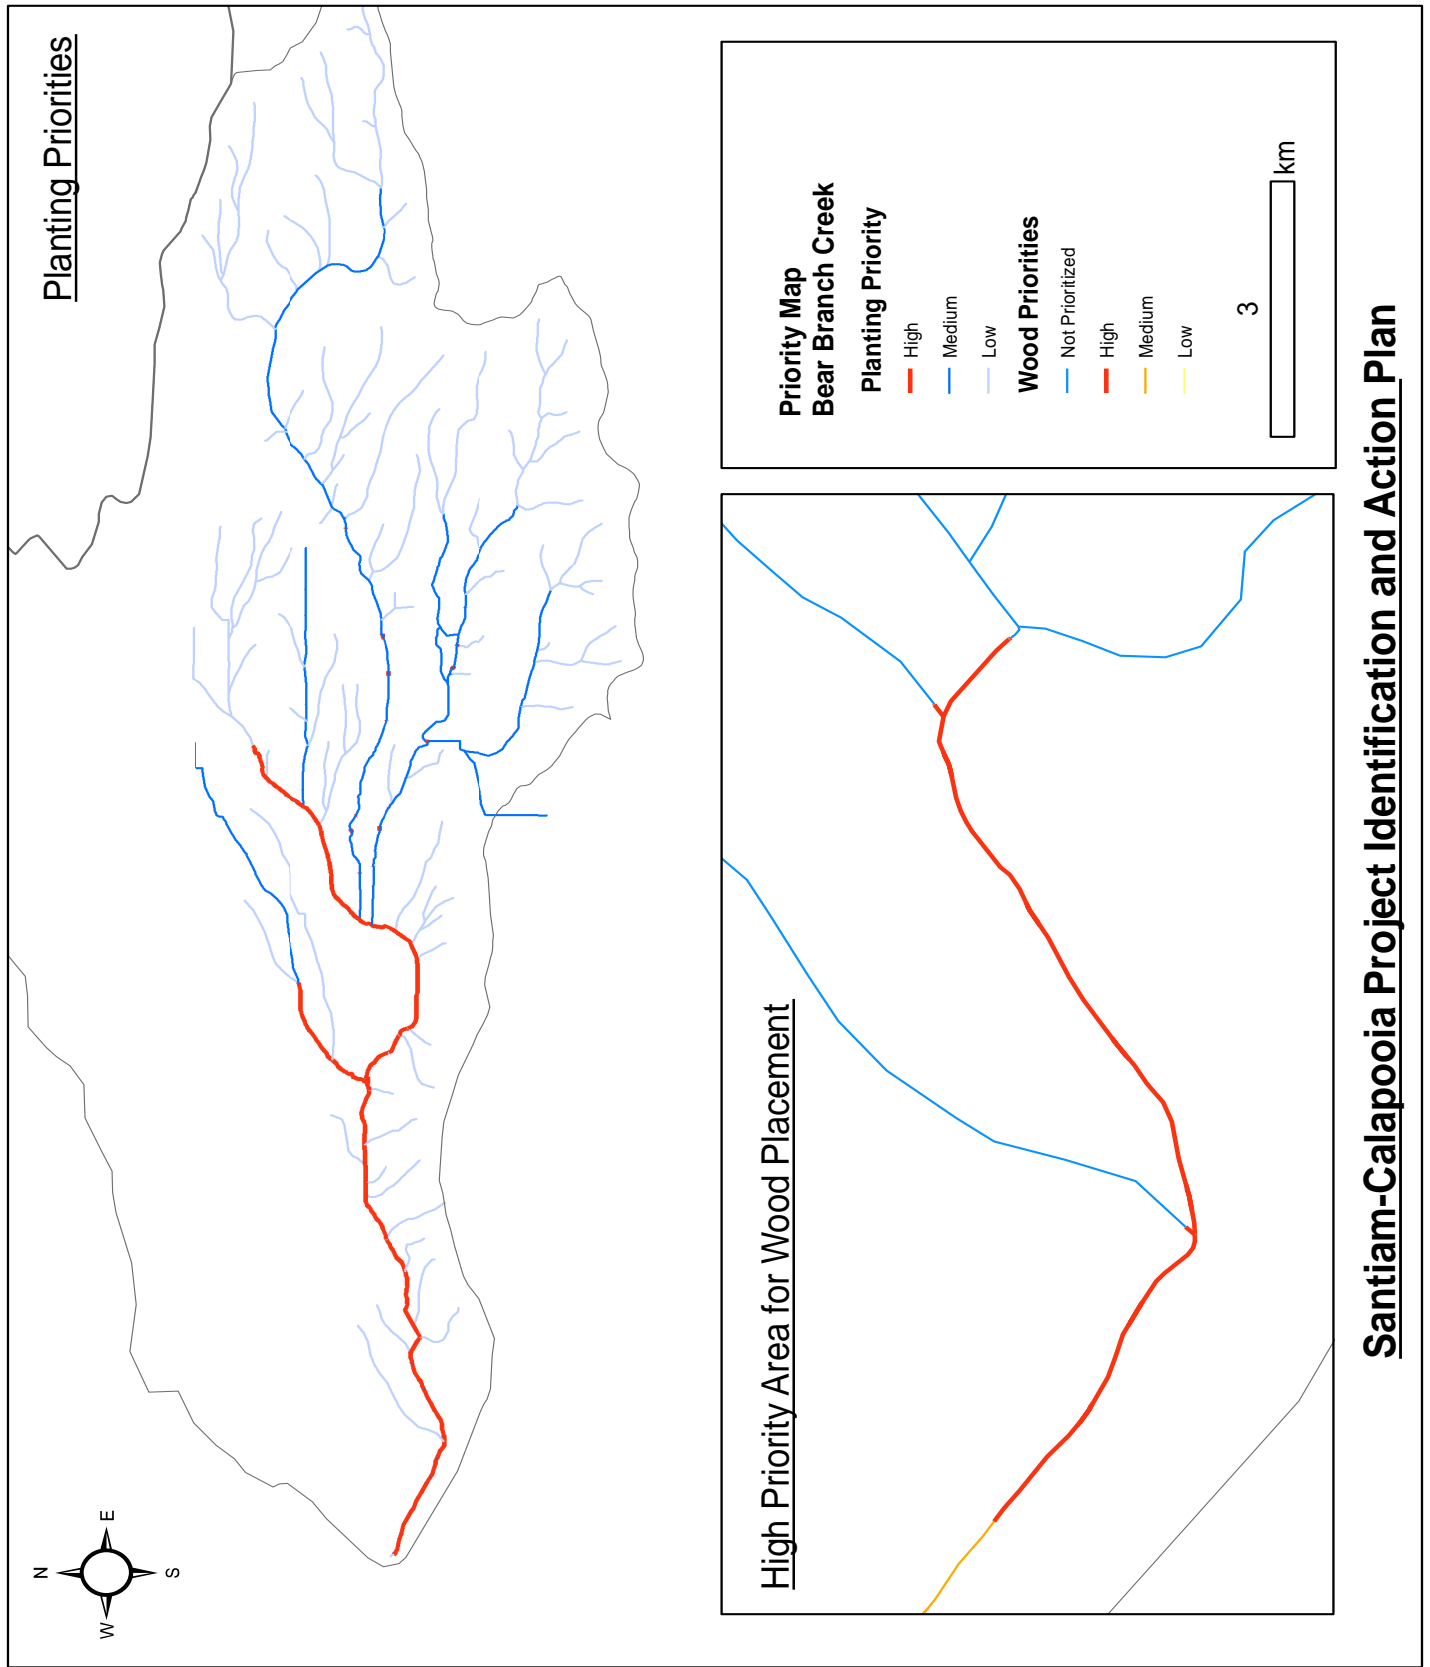 Planting Priorities
N
W
E
S
High Priority Area for Wood Placement
Priority Map
Bear Branch Creek
Planting Priority
High
Medium
Low
Wood Priorities
Not Prioritized
High
Medium
Low
3
km
Santiam-Calapooia Project Identification and Action Plan